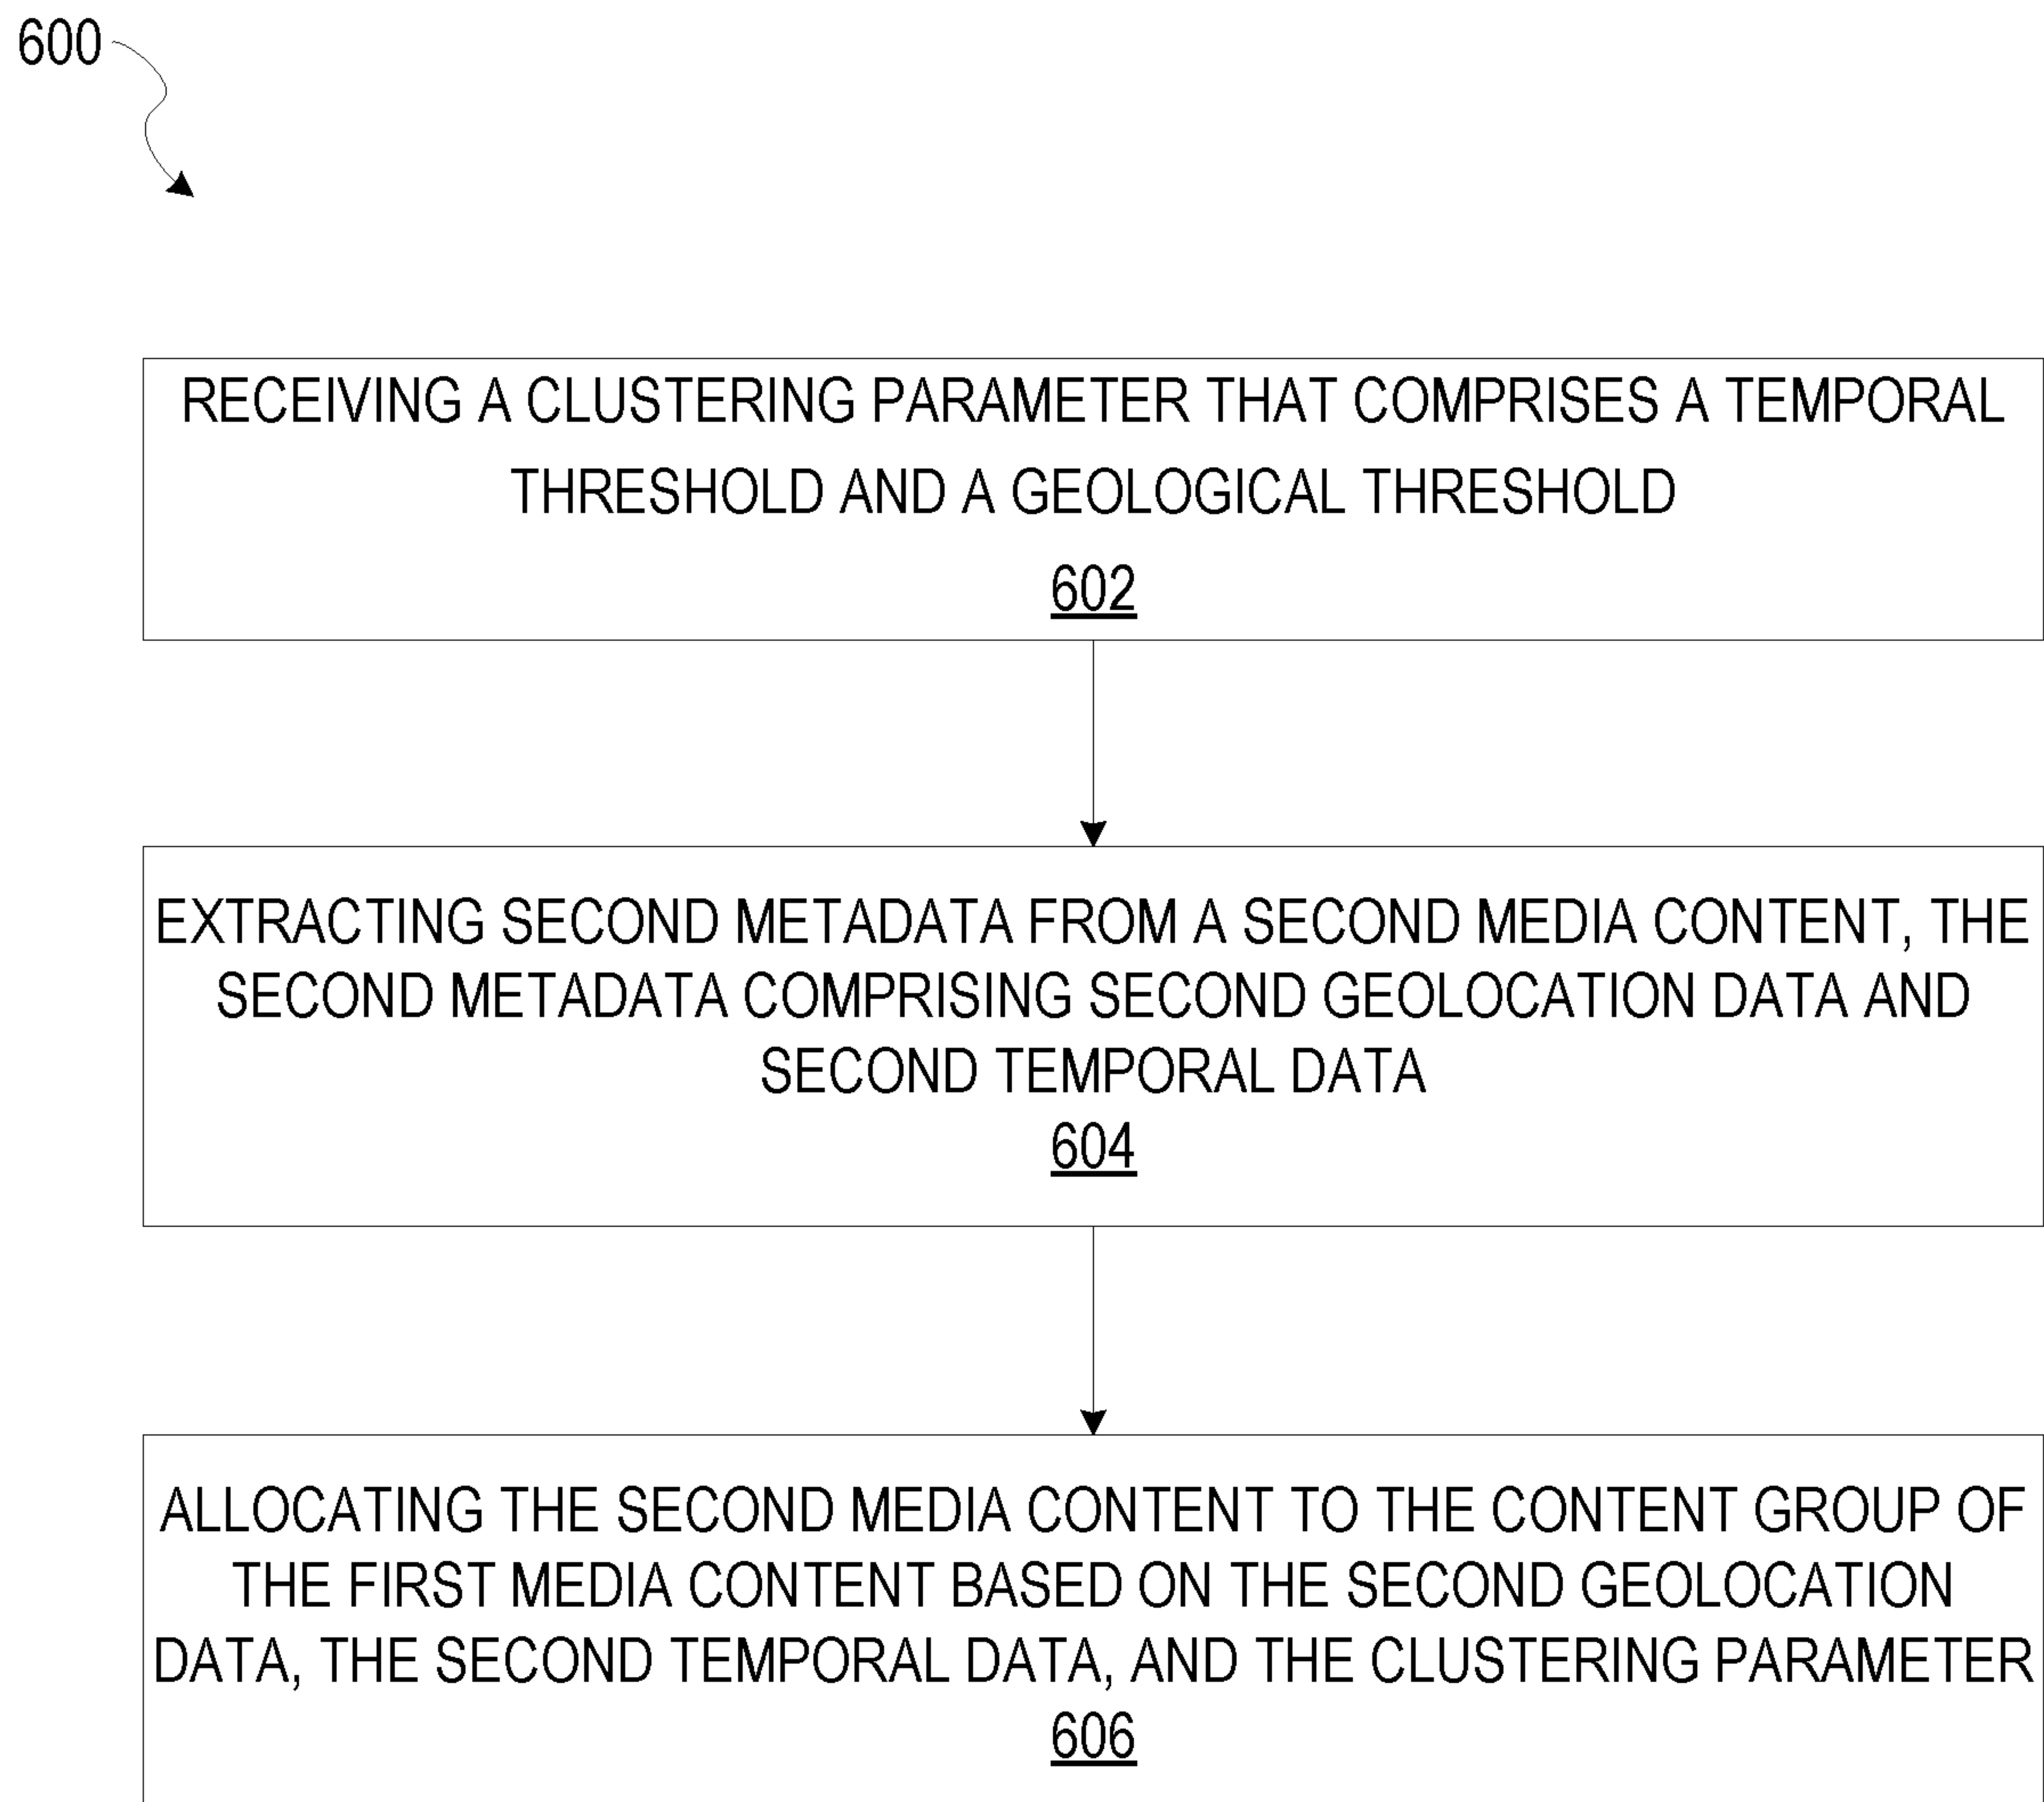 600
RECEIVING A CLUSTERING PARAMETER THAT COMPRISES A TEMPORAL
THRESHOLD AND A GEOLOGICAL THRESHOLD
602
EXTRACTING SECOND METADATA FROM A SECOND MEDIA CONTENT, THE
SECOND METADATA COMPRISING SECOND GEOLOCATION DATA AND
SECOND TEMPORAL DATA
604
ALLOCATING THE SECOND MEDIA CONTENT TO THE CONTENT GROUP OF
THE FIRST MEDIA CONTENT BASED ON THE SECOND GEOLOCATION
DATA, THE SECOND TEMPORAL DATA, AND THE CLUSTERING PARAMETER
606